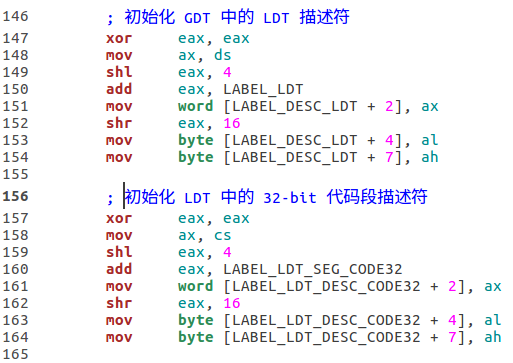 146 ; 初始化 GDT 中的 LDT 描述符
147 xor eax, eax
148 mov ax, ds
149 shl eax, 4
150 add eax, LABEL_LDT
151 mov word [LABEL_DESC_LDT + 2], ax
152 shr eax, 16
153 mov byte [LABEL_DESC_LDT + 4], al
154 mov byte [LABEL_DESC_LDT + 7], ah
155
156 ; 初始化 LDT 中的 32-bit 代码段描述符
157 xor eax, eax
158 mov ax, cs
159 shl eax, 4
160 add eax, LABEL_LDT_SEG_CODE32
161 mov word [LABEL_LDT_DESC_CODE32 + 2], ax
162 shr eax, 16
163 mov byte [LABEL_LDT_DESC_CODE32 + 4], al
164 mov byte [LABEL_LDT_DESC_CODE32 + 7], ah
165